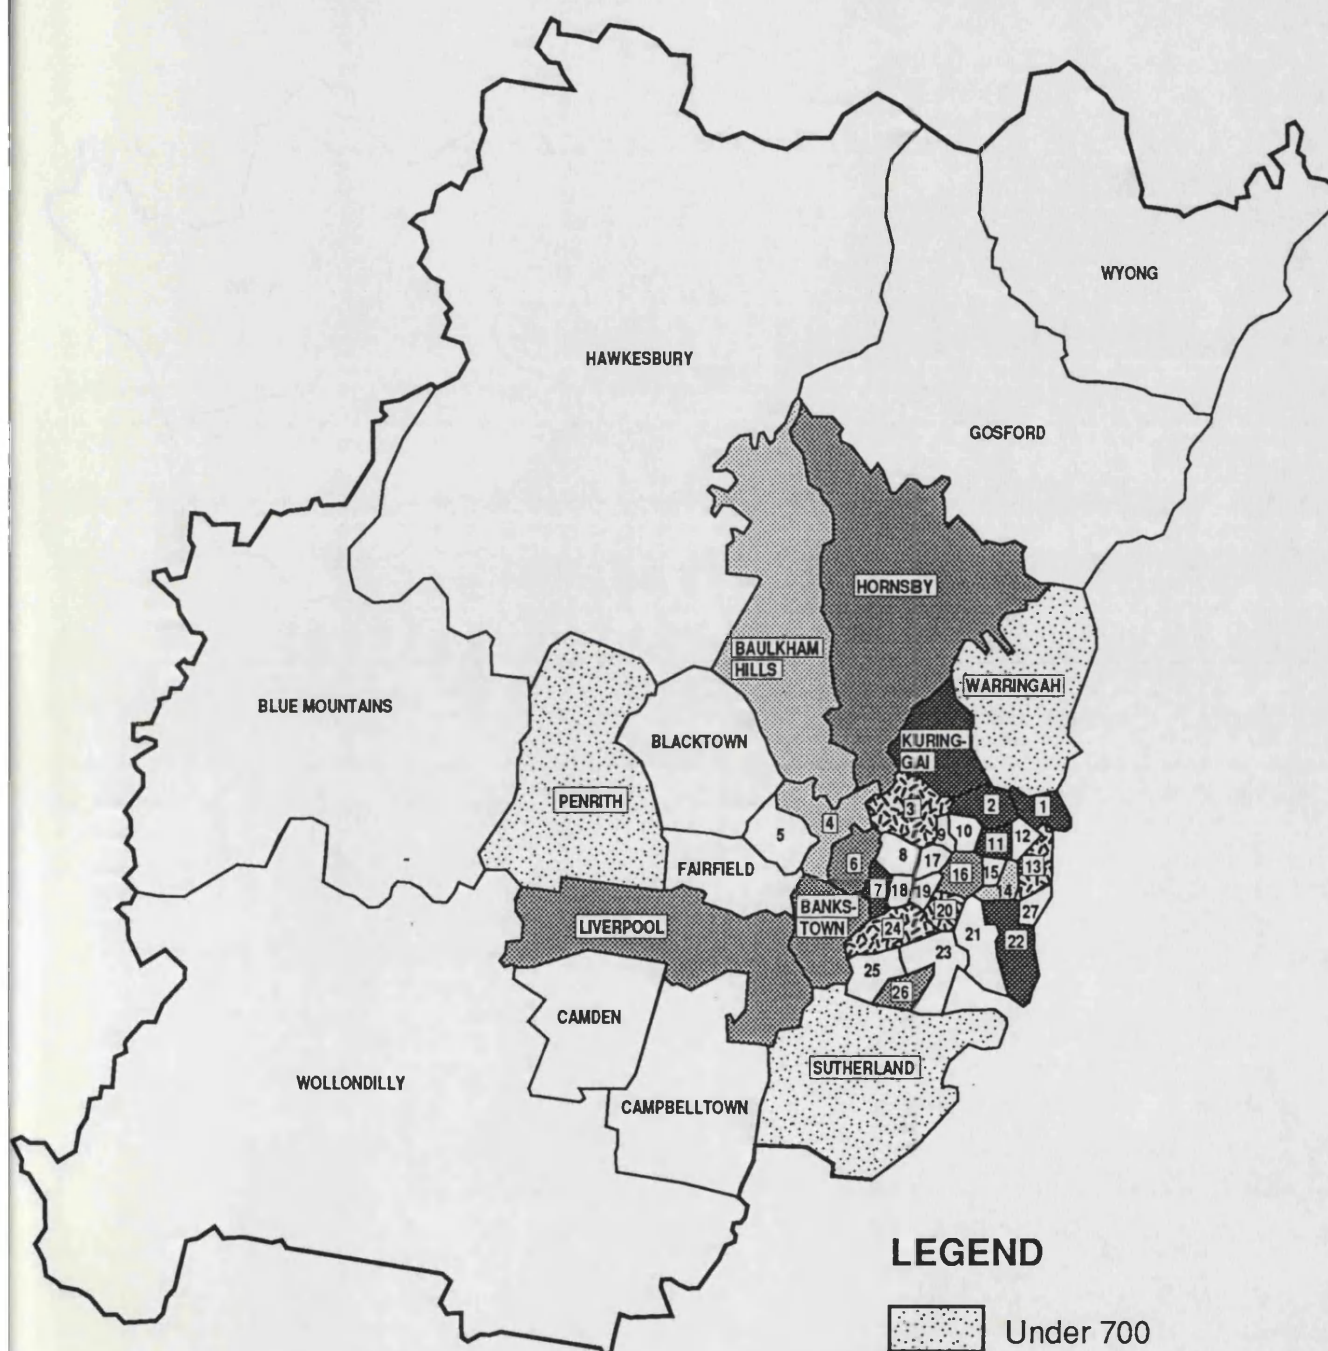 WYONG
HAWKESBURY
GOSFORD
HORNSBY
BAULKHAM
HILLS
WARRINGAH
BLUE MOUNTAINS
BLACKTOWN
KURING-
GAI
PENRITH
3
2
1
5
4
9
10
11
12
FAIRFIELD
6
8
17
16
15
13
7
18
19
14
BANKS-
TOWN
20
27
LIVERPOOL
24
21
22
23
25
26
CAMDEN
SUTHERLAND
WOLLONDILLY
CAMPBELLTOWN
LEGEND
Under 700